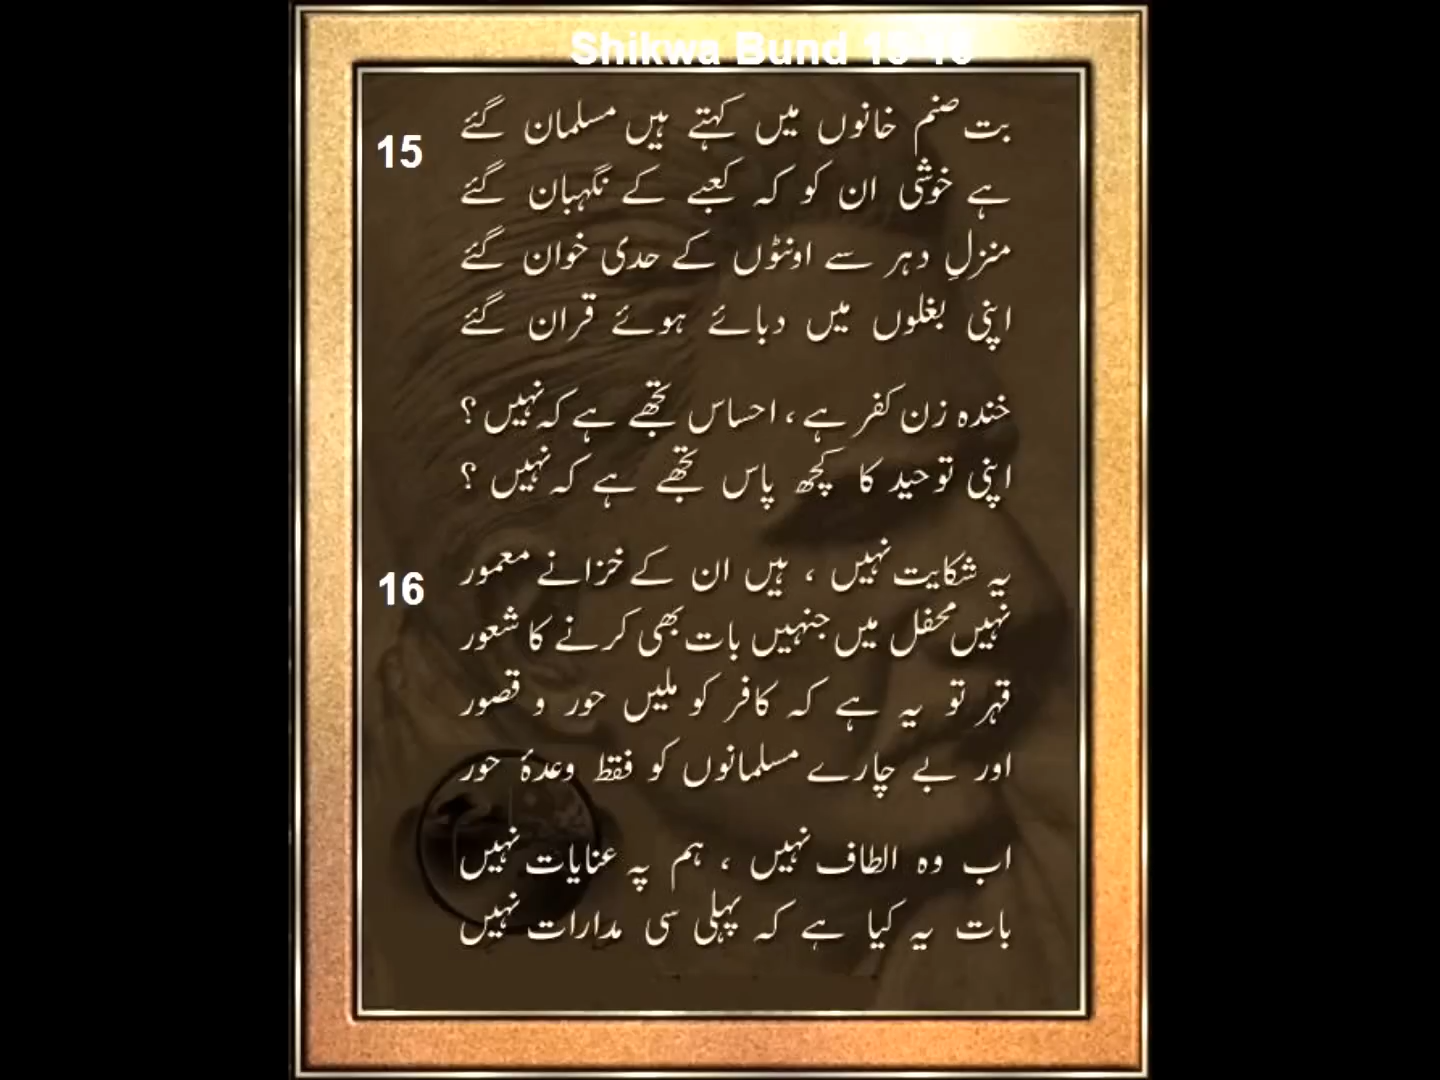 Shikwa Bund 15-16
15
بت صنم خانوں میں کہتے ہیں مسلمان گئے
ہے خوشی ان کو کہ کعبے کے نگہبان گئے
منزلِ دہر سے اونٹوں کے حدی خوان گئے
اپنی بغلوں میں دبائے ہوئے قران گئے
خندہ زن کفر ہے ، احساس تجھے ہے کہ نہیں ؟
اپنی توحید کا کچھ پاس تجھے ہے کہ نہیں ؟
16
یہ شکایت نہیں ، ہیں ان کے خزانے معمور
نہیں محفل میں جنہیں بات بھی کرنے کا شعور
قہر تو یہ ہے کہ کافر کو ملیں حور و قصور
اور بے چارے مسلمانوں کو فقط وعدۂ حور
اب وہ الطاف نہیں ، ہم پہ عنایات نہیں
بات یہ کیا ہے کہ پہلی سی مدارات نہیں